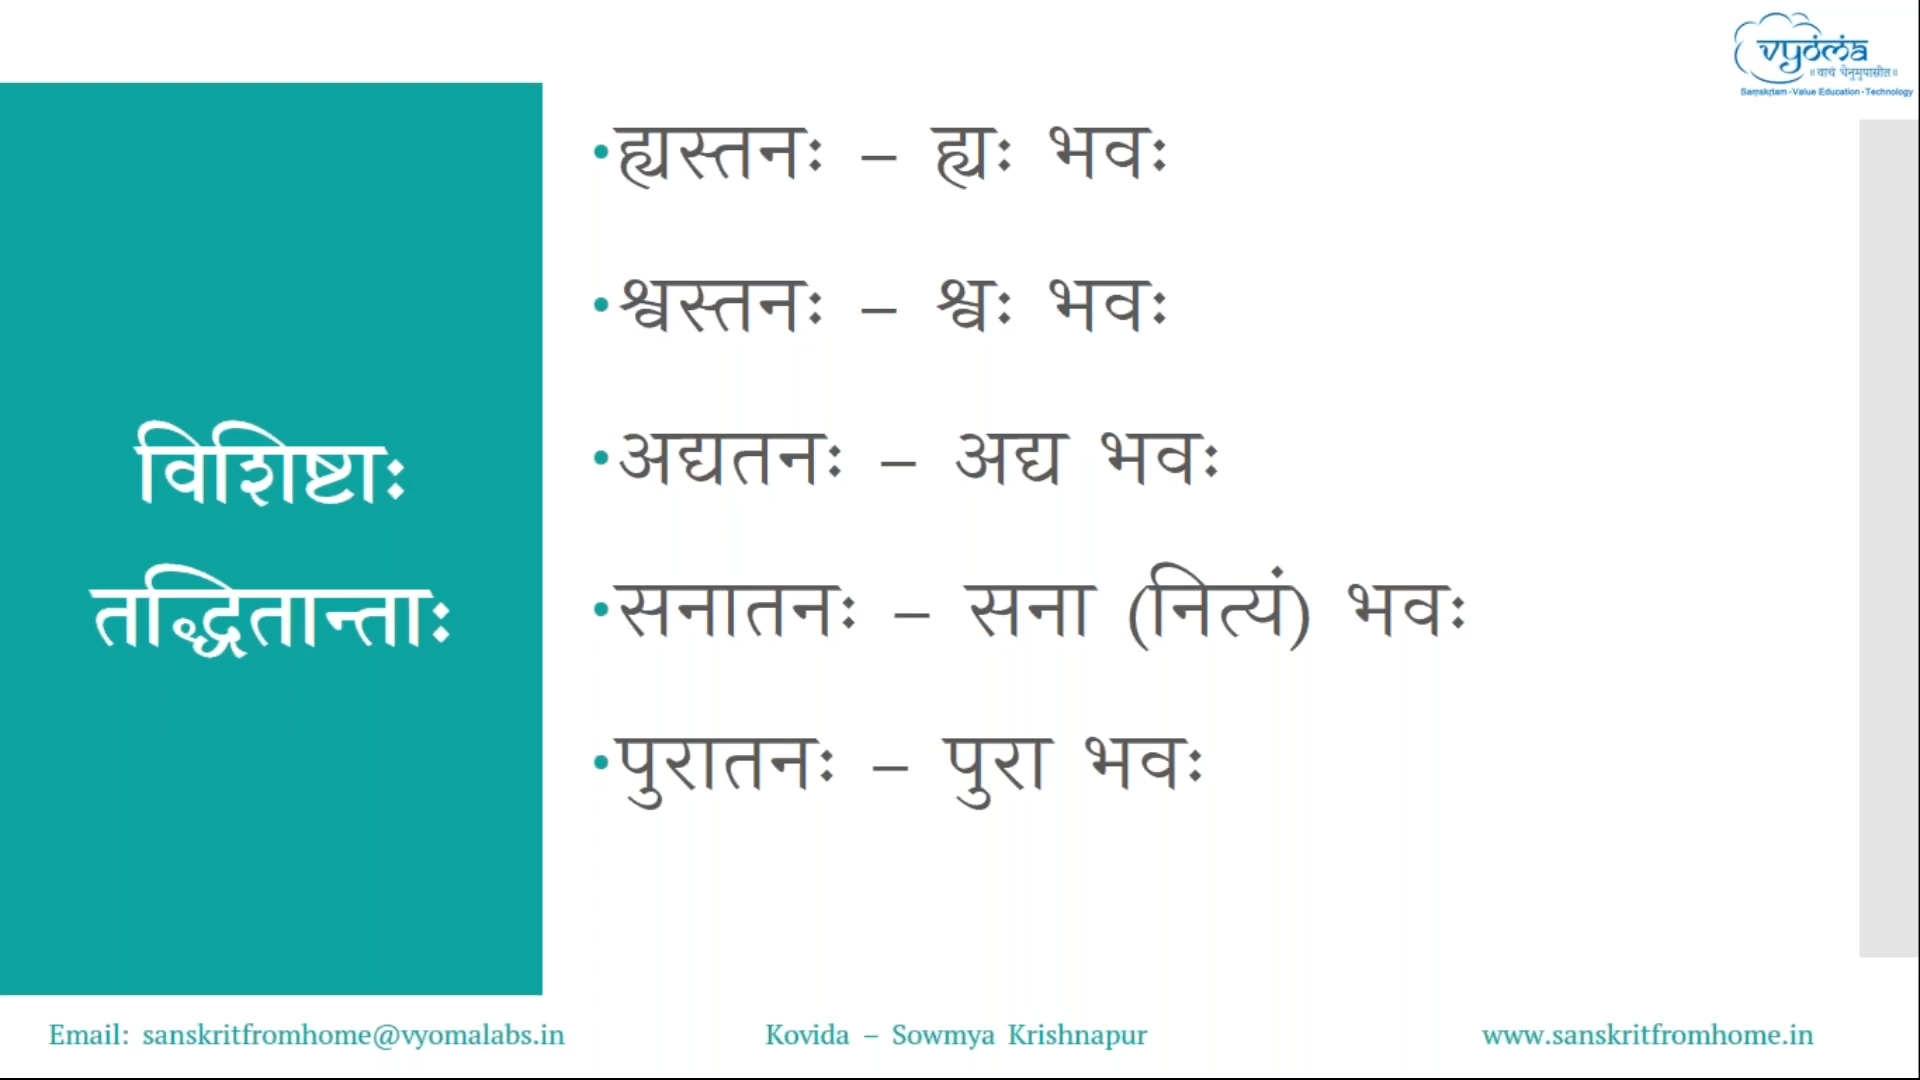 vyoma
॥ वाचं धेनुमुपासीत॥
Saṃskṛtam - Value Education - Technology
विशिष्टाः
तद्धितान्ताः
•ह्यस्तनः – ह्यः भवः
•श्वस्तनः – श्वः भवः
•अद्यतनः – अद्य भवः
•सनातनः – सना (नित्यं) भवः
•पुरातनः – पुरा भवः
Email: sanskritfromhome@vyomalabs.in
Kovida – Sowmya Krishnapur
www.sanskritfromhome.in